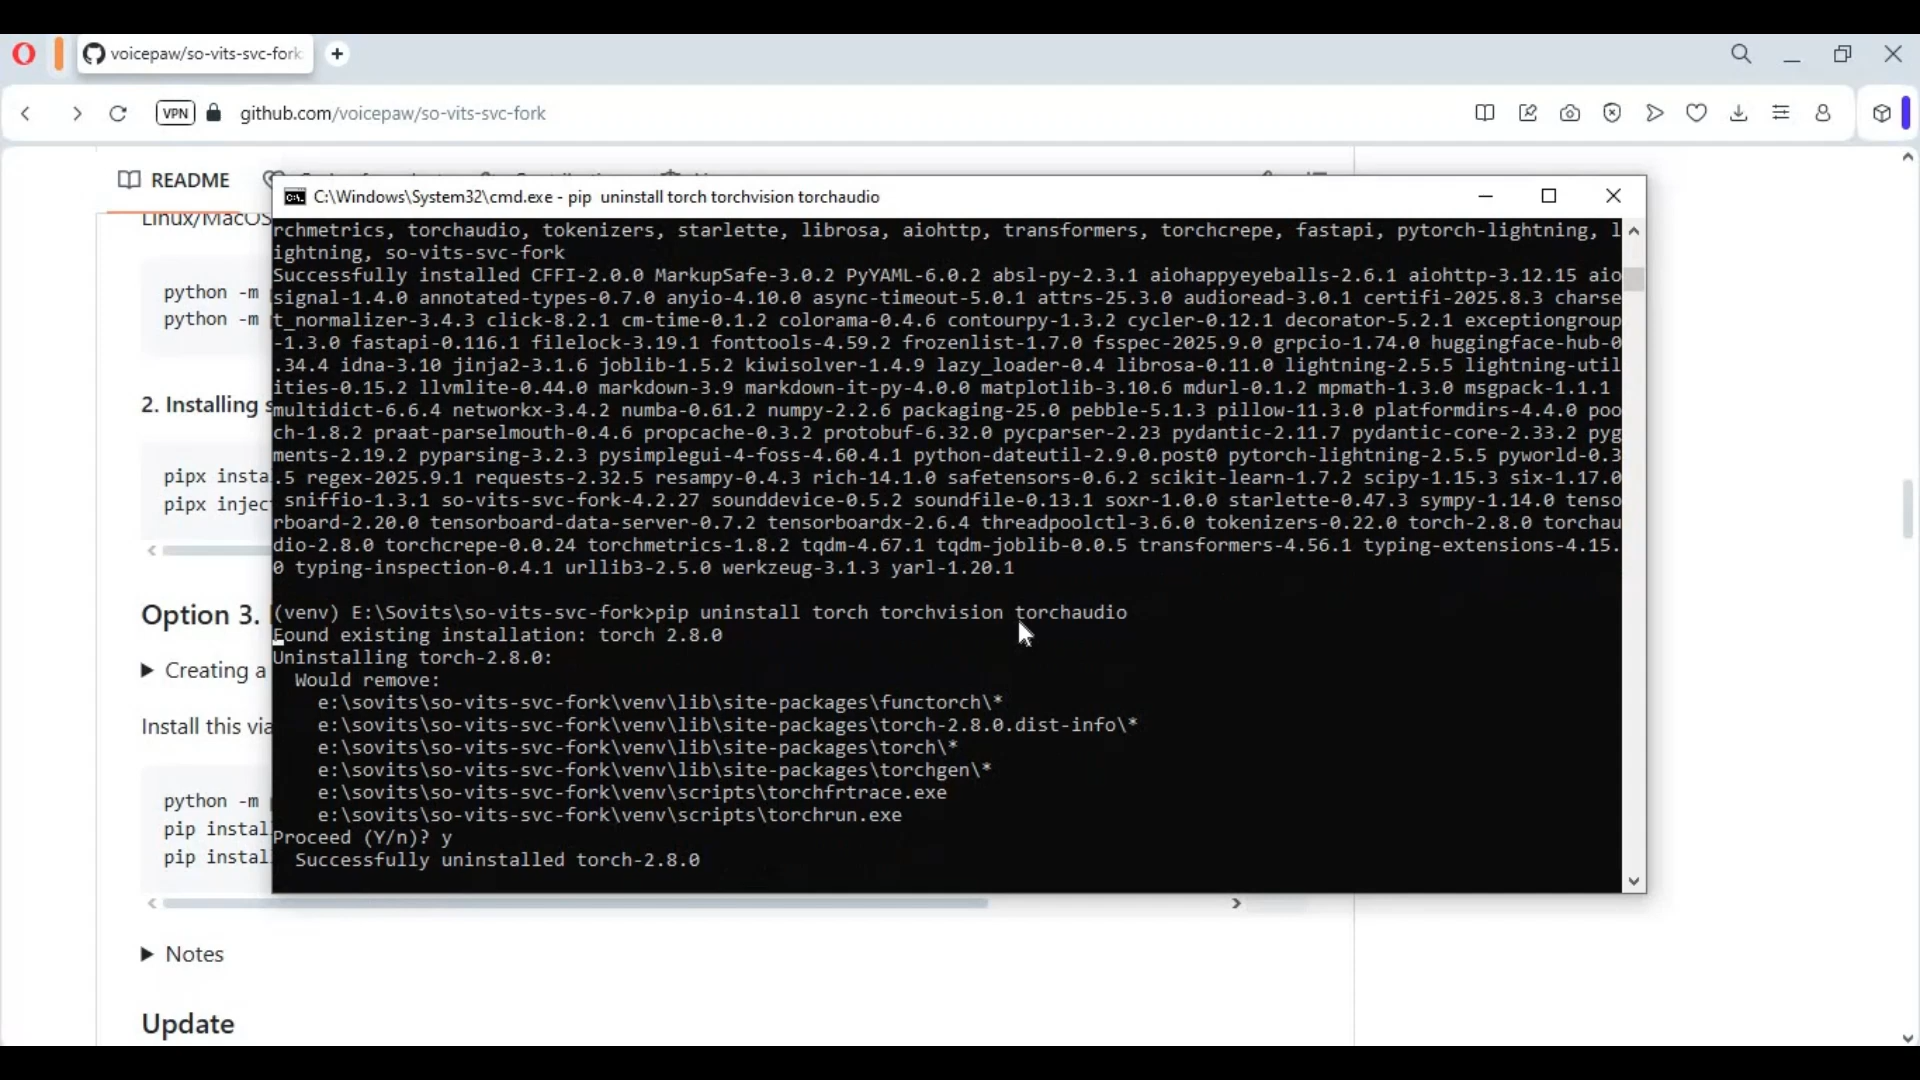 voicepaw/so-vits-svc-fork
VPN
github.com/voicepaw/so-vits-svc-fork
README
C:\Windows\System32\cmd.exe - pip  uninstall torch torchvision torchaudio
Linux/MacOS
python -m
python -m
2. Installing
pipx insta
pipx injec
Option 3.
Creating a
Install this via
python -m
pip instal
pip instal
rchmetrics, torchaudio, tokenizers, starlette, librosa, aiohttp, transformers, torchcrepe, fastapi, pytorch-lightning, l
ightning, so-vits-svc-fork
Successfully installed CFFI-2.0.0 MarkupSafe-3.0.2 PyYAML-6.0.2 absl-py-2.3.1 aiohappyeyeballs-2.6.1 aiohttp-3.12.15 aio
signal-1.4.0 annotated-types-0.7.0 anyio-4.10.0 async-timeout-5.0.1 attrs-25.3.0 audioread-3.0.1 certifi-2025.8.3 charse
t_normalizer-3.4.3 click-8.2.1 cm-time-0.1.2 colorama-0.4.6 contourpy-1.3.2 cycler-0.12.1 decorator-5.2.1 exceptiongroup
-1.3.0 fastapi-0.116.1 filelock-3.19.1 fonttools-4.59.2 frozenlist-1.7.0 fsspec-2025.9.0 grpcio-1.74.0 huggingface-hub-0
.34.4 idna-3.10 jinja2-3.1.6 joblib-1.5.2 kiwisolver-1.4.9 lazy_loader-0.4 librosa-0.11.0 lightning-2.5.5 lightning-util
ities-0.15.2 llvmlite-0.44.0 markdown-3.9 markdown-it-py-4.0.0 matplotlib-3.10.6 mdurl-0.1.2 mpmath-1.3.0 msgpack-1.1.1
multidict-6.6.4 networkx-3.4.2 numba-0.61.2 numpy-2.2.6 packaging-25.0 pebble-5.1.3 pillow-11.3.0 platformdirs-4.4.0 poo
ch-1.8.2 praat-parselmouth-0.4.6 propcache-0.3.2 protobuf-6.32.0 pycparser-2.23 pydantic-2.11.7 pydantic-core-2.33.2 pyg
ments-2.19.2 pyparsing-3.2.3 pysimplegui-4-foss-4.60.4.1 python-dateutil-2.9.0.post0 pytorch-lightning-2.5.5 pyworld-0.3
.5 regex-2025.9.1 requests-2.32.5 resampy-0.4.3 rich-14.1.0 safetensors-0.6.2 scikit-learn-1.7.2 scipy-1.15.3 six-1.17.0
sniffio-1.3.1 so-vits-svc-fork-4.2.27 sounddevice-0.5.2 soundfile-0.13.1 soxr-1.0.0 starlette-0.47.3 sympy-1.14.0 tenso
rboard-2.20.0 tensorboard-data-server-0.7.2 tensorboardx-2.6.4 threadpoolctl-3.6.0 tokenizers-0.22.0 torch-2.8.0 torchau
dio-2.8.0 torchcrepe-0.0.24 torchmetrics-1.8.2 tqdm-4.67.1 tqdm-joblib-0.0.5 transformers-4.56.1 typing-extensions-4.15.
0 typing-inspection-0.4.1 urllib3-2.5.0 werkzeug-3.1.3 yarl-1.20.1
(venv) E:\Sovits\so-vits-svc-fork>pip uninstall torch torchvision torchaudio
Found existing installation: torch 2.8.0
Uninstalling torch-2.8.0:
Would remove:
e:\sovits\so-vits-svc-fork\venv\lib\site-packages\functorch\*
e:\sovits\so-vits-svc-fork\venv\lib\site-packages\torch-2.8.0.dist-info\*
e:\sovits\so-vits-svc-fork\venv\lib\site-packages\torch\*
e:\sovits\so-vits-svc-fork\venv\lib\site-packages\torchgen\*
e:\sovits\so-vits-svc-fork\venv\scripts\torchfrtrace.exe
e:\sovits\so-vits-svc-fork\venv\scripts\torchrun.exe
Proceed (Y/n)? y
Successfully uninstalled torch-2.8.0
Notes
Update